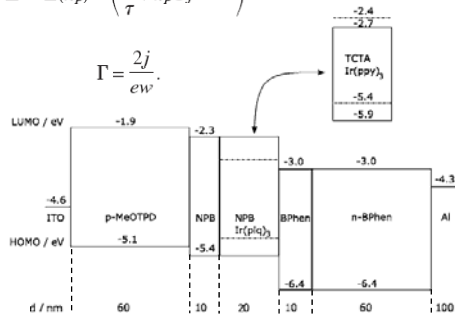 Γ = 2j / ew.
-2.4
-2.7
TCTA
Ir(ppy)3
-5.4
-5.9
LUMO / eV
-1.9
-2.3
-3.0
-3.0
-4.6
ITO
p-MeOTPD
NPB
NPB
Ir(piq)3
BPhen
n-BPhen
-4.3
Al
HOMO / eV
-5.1
-5.4
-6.4
-6.4
d / nm
60
10
20
10
60
100